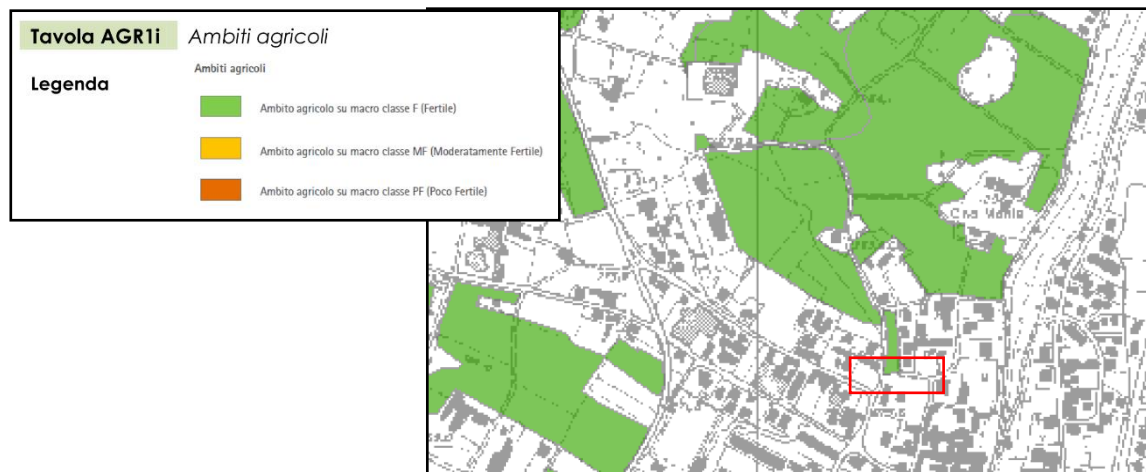 Tavola AGR1i Ambiti agricoli
Legenda
Ambiti agricoli
Ambito agricolo su macro classe F (Fertile)
Ambito agricolo su macro classe MF (Moderatamente Fertile)
Ambito agricolo su macro classe PF (Poco Fertile)